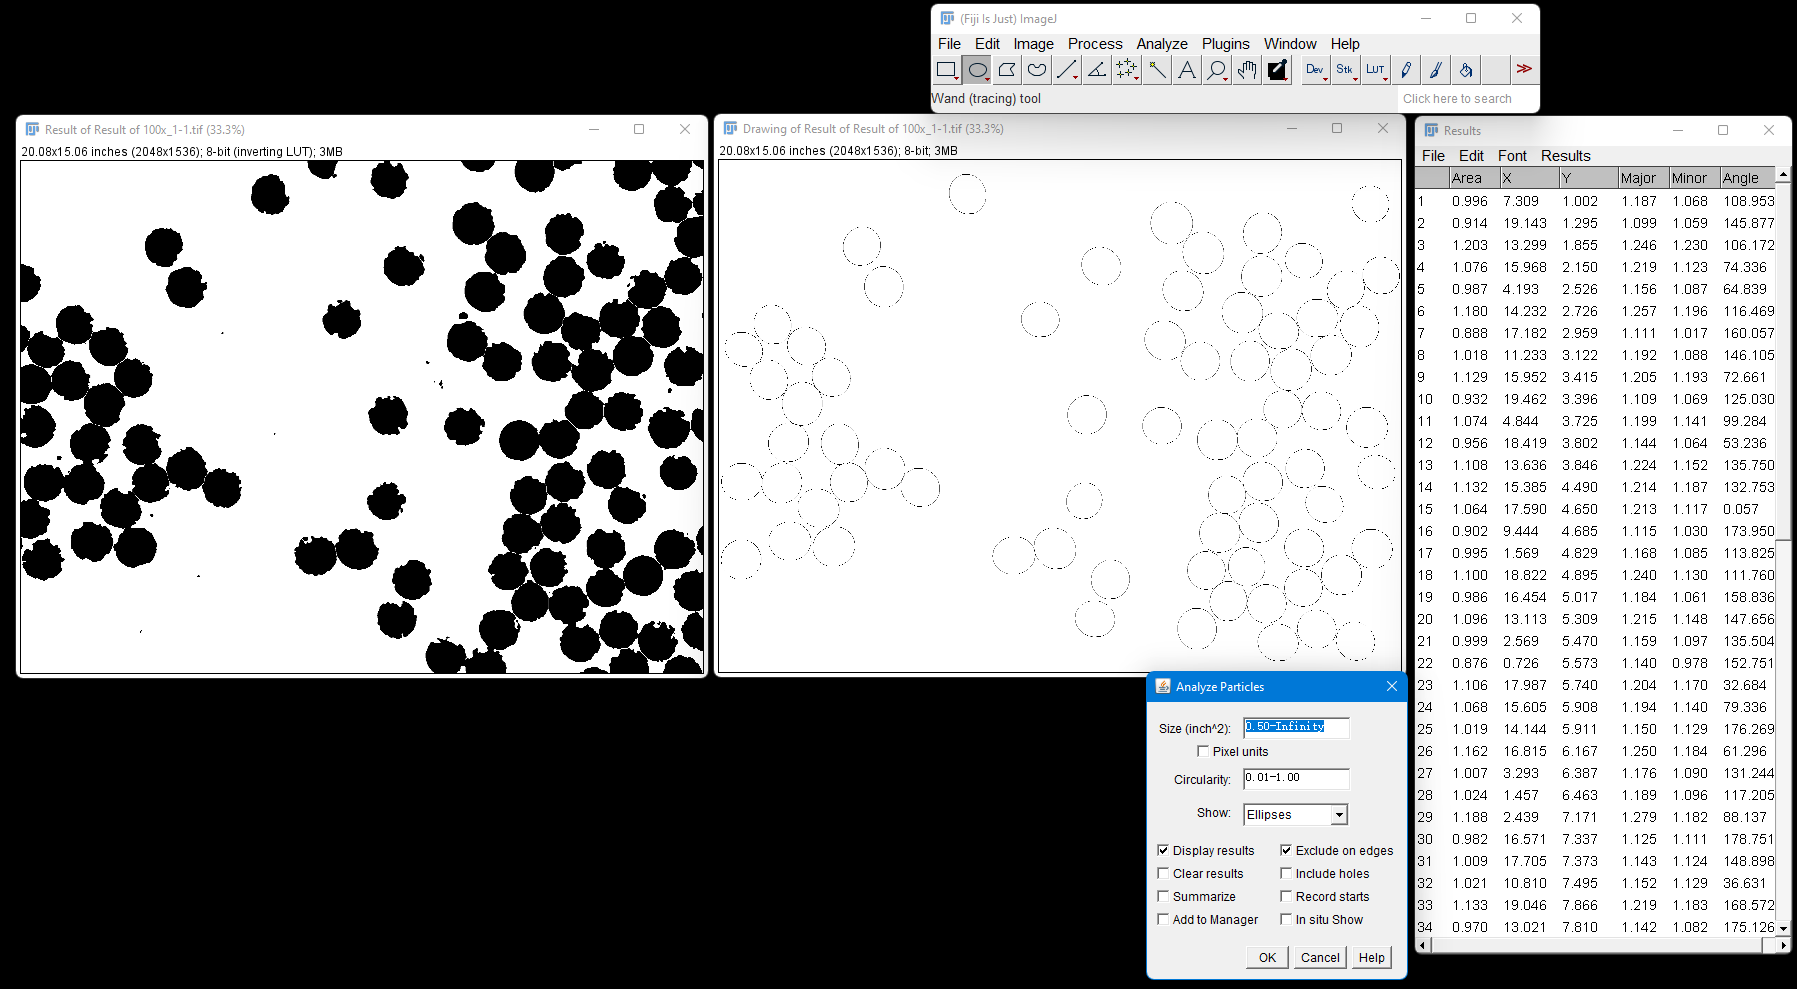 (Fiji Is Just) ImageJ
File Edit Image Process Analyze Plugins Window Help
Dev Stk LUT >>
Wand (tracing) tool
Click here to search
Result of Result of 100x_1-1.tif (33.3%)
20.08x15.06 inches (2048x1536); 8-bit (inverting LUT); 3MB
Drawing of Result of Result of 100x_1-1.tif (33.3%)
20.08x15.06 inches (2048x1536); 8-bit; 3MB
Results
File Edit Font Results
Area X Y Major Minor Angle
1 0.996 7.309 1.002 1.187 1.068 108.953
2 0.914 19.143 1.295 1.099 1.059 145.877
3 1.203 13.299 1.855 1.246 1.230 106.172
4 1.076 15.968 2.150 1.219 1.123 74.336
5 0.987 4.193 2.526 1.156 1.087 64.839
6 1.180 14.232 2.726 1.257 1.196 116.469
7 0.888 17.182 2.959 1.111 1.017 160.057
8 1.018 11.233 3.122 1.192 1.088 146.105
9 1.129 15.952 3.415 1.205 1.193 72.661
10 0.932 19.462 3.396 1.109 1.069 125.030
11 1.074 4.844 3.725 1.199 1.141 99.284
12 0.956 18.419 3.802 1.144 1.064 53.236
13 1.108 13.636 3.846 1.224 1.152 135.750
14 1.132 15.385 4.490 1.214 1.187 132.753
15 1.064 17.590 4.650 1.213 1.117 0.057
16 0.902 9.444 4.685 1.115 1.030 173.950
17 0.995 1.569 4.829 1.168 1.085 113.825
18 1.100 18.822 4.895 1.240 1.130 111.760
19 0.986 16.454 5.017 1.184 1.061 158.836
20 1.096 13.113 5.309 1.215 1.148 147.656
21 0.999 2.569 5.470 1.159 1.097 135.504
22 0.876 0.726 5.573 1.140 0.978 152.751
23 1.106 17.987 5.740 1.204 1.170 32.684
24 1.068 15.605 5.908 1.194 1.140 79.336
25 1.019 14.144 5.911 1.150 1.129 176.269
26 1.162 16.815 6.167 1.250 1.184 61.296
27 1.007 3.293 6.387 1.176 1.090 131.244
28 1.024 1.457 6.463 1.189 1.096 117.205
29 1.188 2.439 7.171 1.279 1.182 88.137
30 0.982 16.571 7.337 1.125 1.111 178.751
31 1.009 17.705 7.373 1.143 1.124 148.898
32 1.021 10.810 7.495 1.152 1.129 36.631
33 1.133 19.046 7.866 1.219 1.183 168.572
34 0.970 13.021 7.810 1.142 1.082 175.126
Analyze Particles
Size (inch^2): 0.50-Infinity
Pixel units
Circularity: 0.01-1.00
Show: Ellipses
Display results Exclude on edges
Clear results Include holes
Summarize Record starts
Add to Manager In situ Show
OK Cancel Help